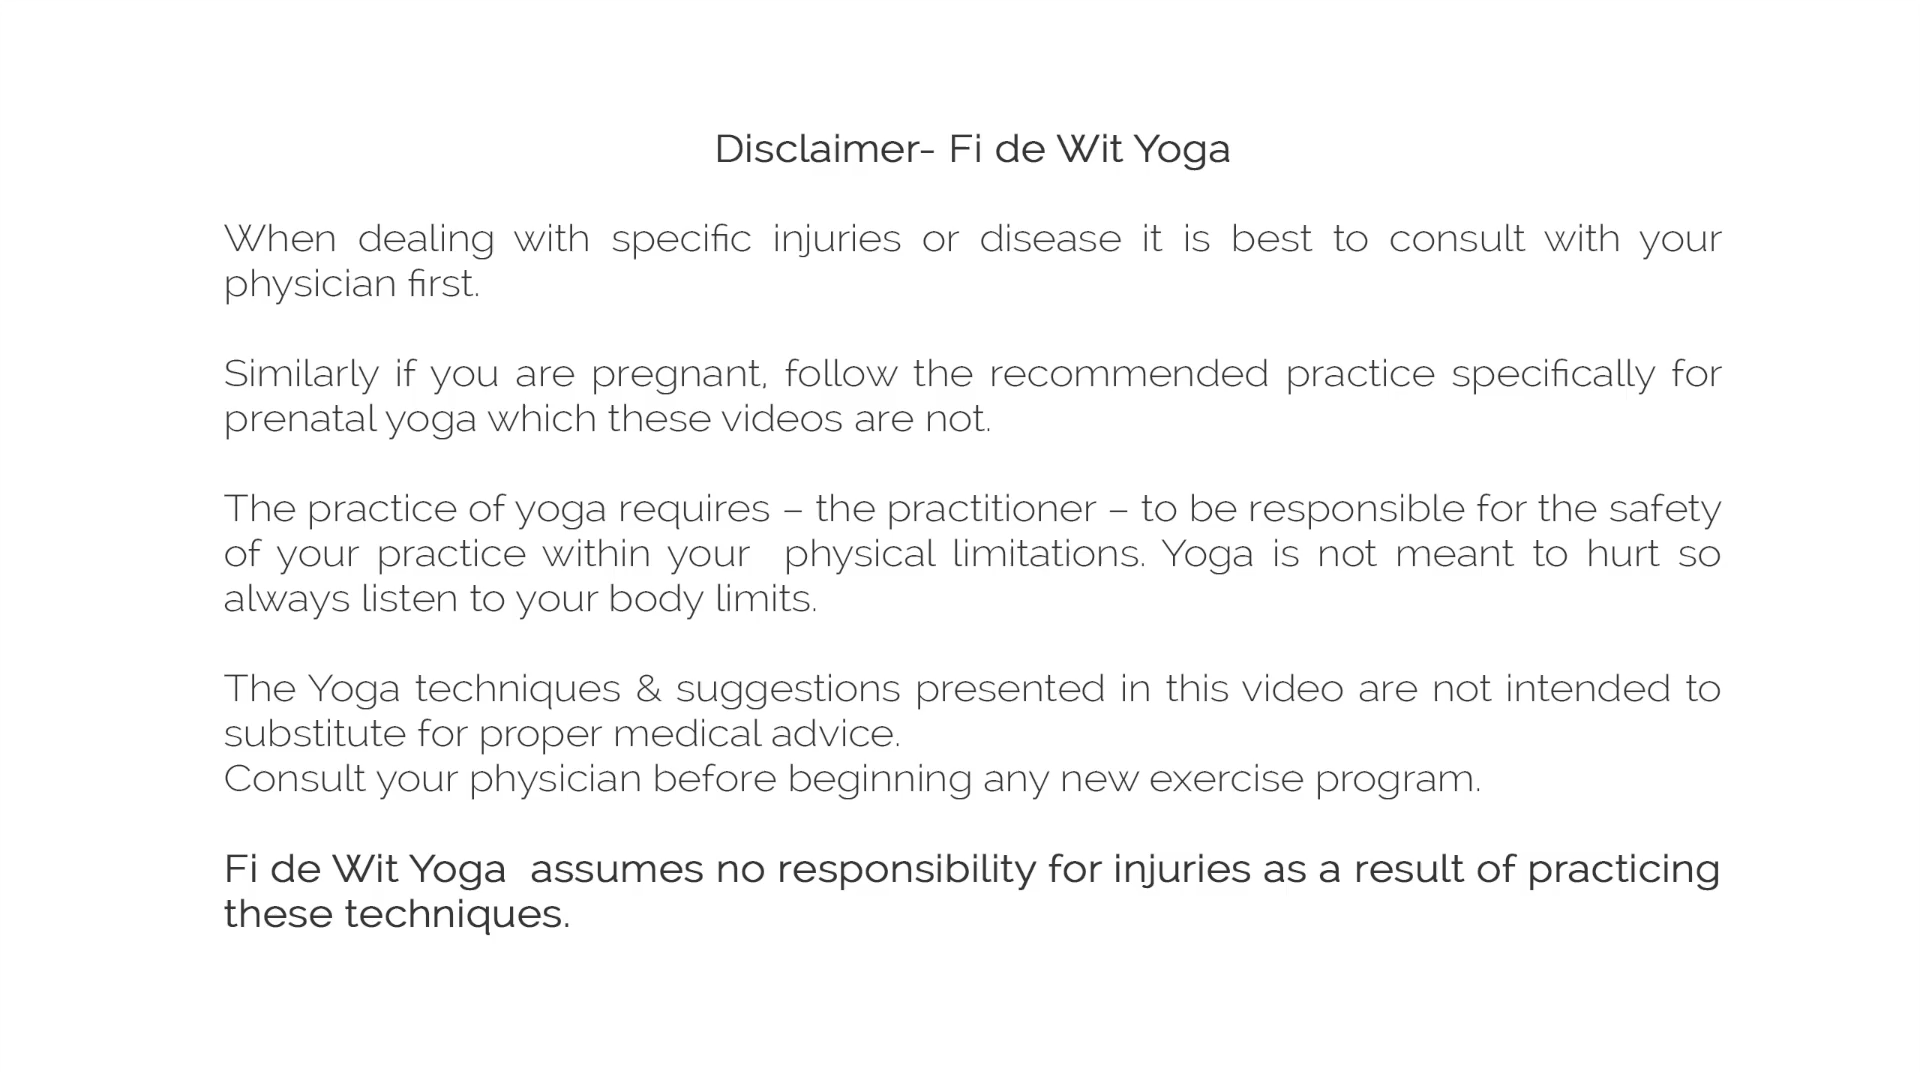 Disclaimer- Fi de Wit Yoga
When dealing with specific injuries or disease it is best to consult with your
physician first.
Similarly if you are pregnant, follow the recommended practice specifically for
prenatal yoga which these videos are not.
The practice of yoga requires – the practitioner – to be responsible for the safety
of your practice within your  physical limitations. Yoga is not meant to hurt so
always listen to your body limits.
The Yoga techniques & suggestions presented in this video are not intended to
substitute for proper medical advice.
Consult your physician before beginning any new exercise program.
Fi de Wit Yoga  assumes no responsibility for injuries as a result of practicing
these techniques.